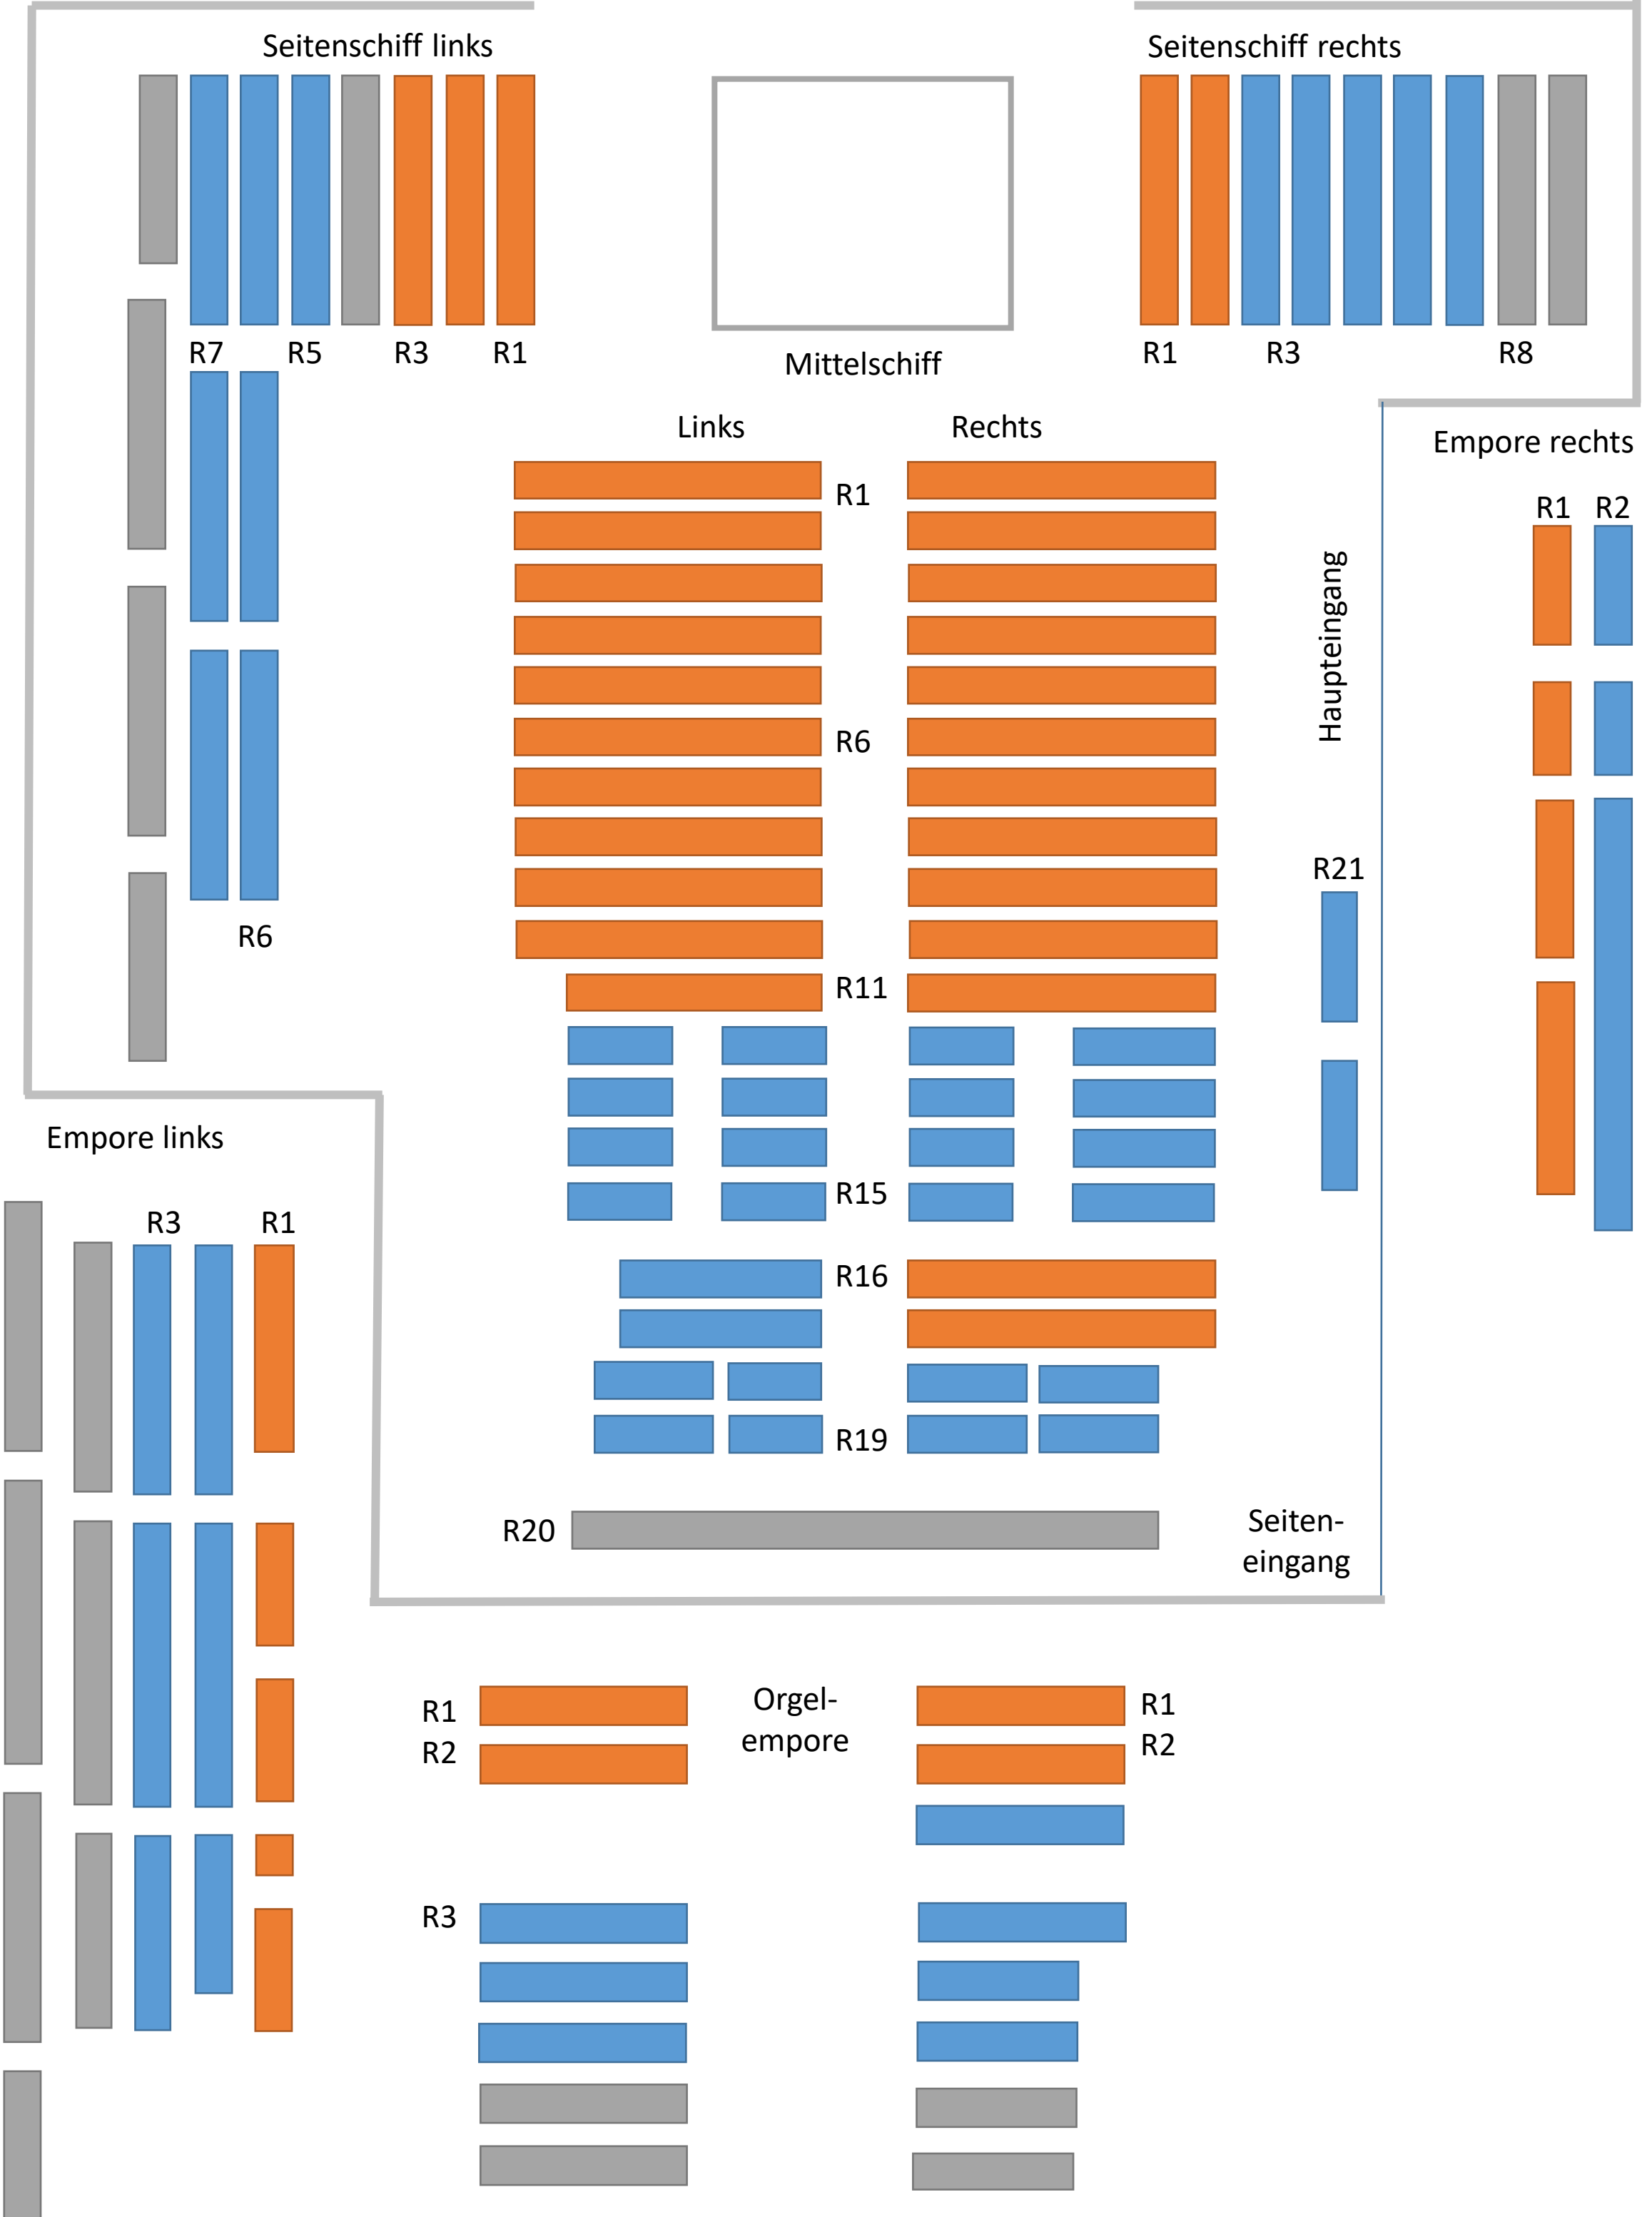 Seitenschiff links
Seitenschiff rechts
R7
R5
R3
R1
R1
R3
R8
Mittelschiff
Links
Rechts
Empore rechts
R1
R1
R2
Haupteingang
R6
R21
R6
R11
Empore links
R15
R3
R1
R16
R19
R20
Seiten-
eingang
R1
Orgel-
empore
R1
R2
R2
R3